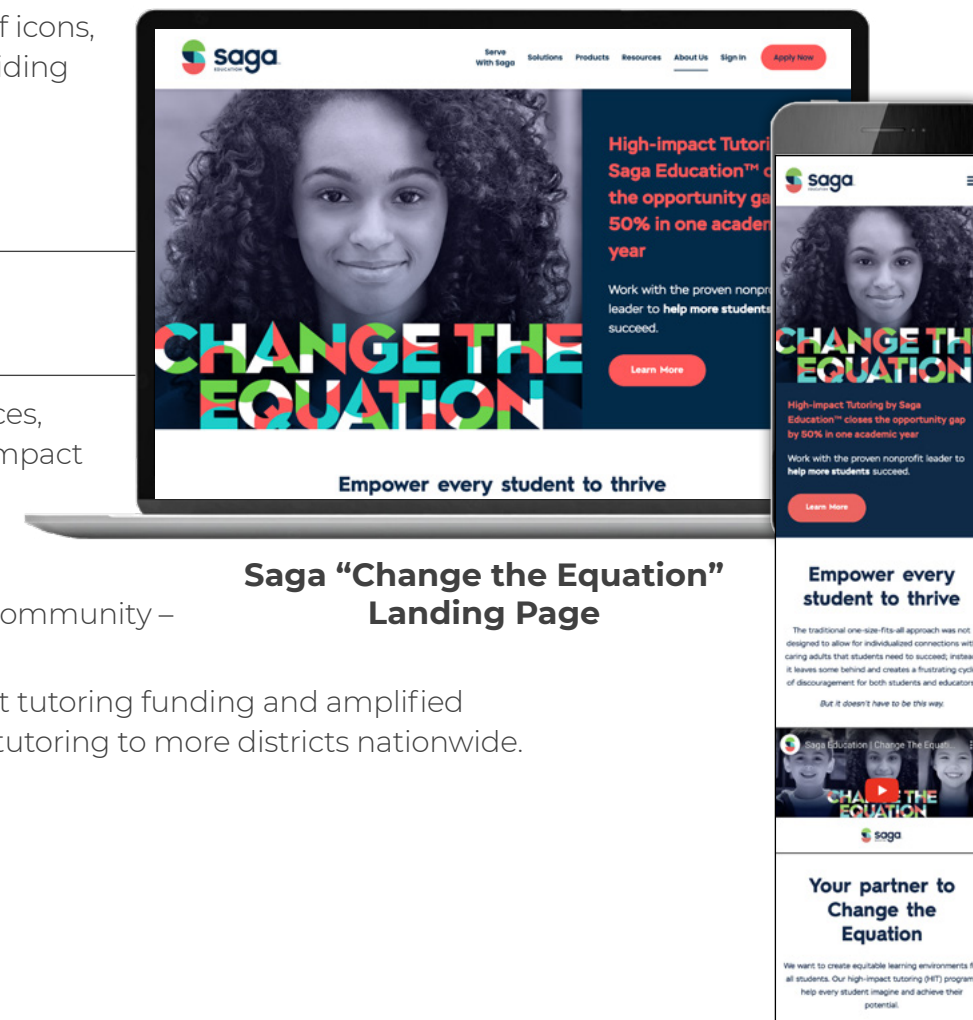 f icons,
iding
ces,
mpact
ommunity –
t tutoring funding and amplified
tutoring to more districts nationwide.
saga
EDUCATION
Serve
With Saga
Solutions
Products
Resources
About Us
Sign In
Apply Now
CHANGE THE
EQUATION
High-impact Tutori
Saga Education™ c
the opportunity ga
50% in one academ
year
Work with the proven nonpro
leader to help more students
succeed.
Learn More
Empower every student to thrive
Saga “Change the Equation”
Landing Page
saga
EDUCATION
CHANGE TH
EQUATION
High-impact Tutoring by Saga
Education™ closes the opportunity gap
by 50% in one academic year
Work with the proven nonprofit leader to
help more students succeed.
Learn More
Empower every
student to thrive
The traditional one-size-fits-all approach was not
designed to allow for individualized connections with
caring adults that students need to succeed; instead
it leaves some behind and creates a frustrating cycl
of discouragement for both students and educators
But it doesn't have to be this way.
Saga Education | Change The Equati...
CHANGE THE
EQUATION
saga
Your partner to
Change the
Equation
We want to create equitable learning environments f
all students. Our high-impact tutoring (HIT) program
help every student imagine and achieve their
potential.